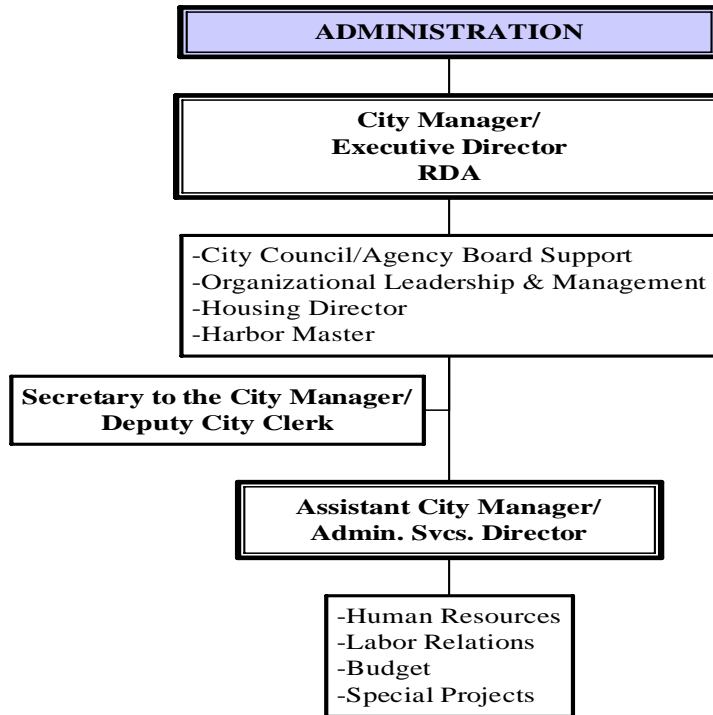 ADMINISTRATION
City Manager/
Executive Director
RDA
-City Council/Agency Board Support
-Organizational Leadership & Management
-Housing Director
-Harbor Master
Secretary to the City Manager/
Deputy City Clerk
Assistant City Manager/
Admin. Svcs. Director
-Human Resources
-Labor Relations
-Budget
-Special Projects